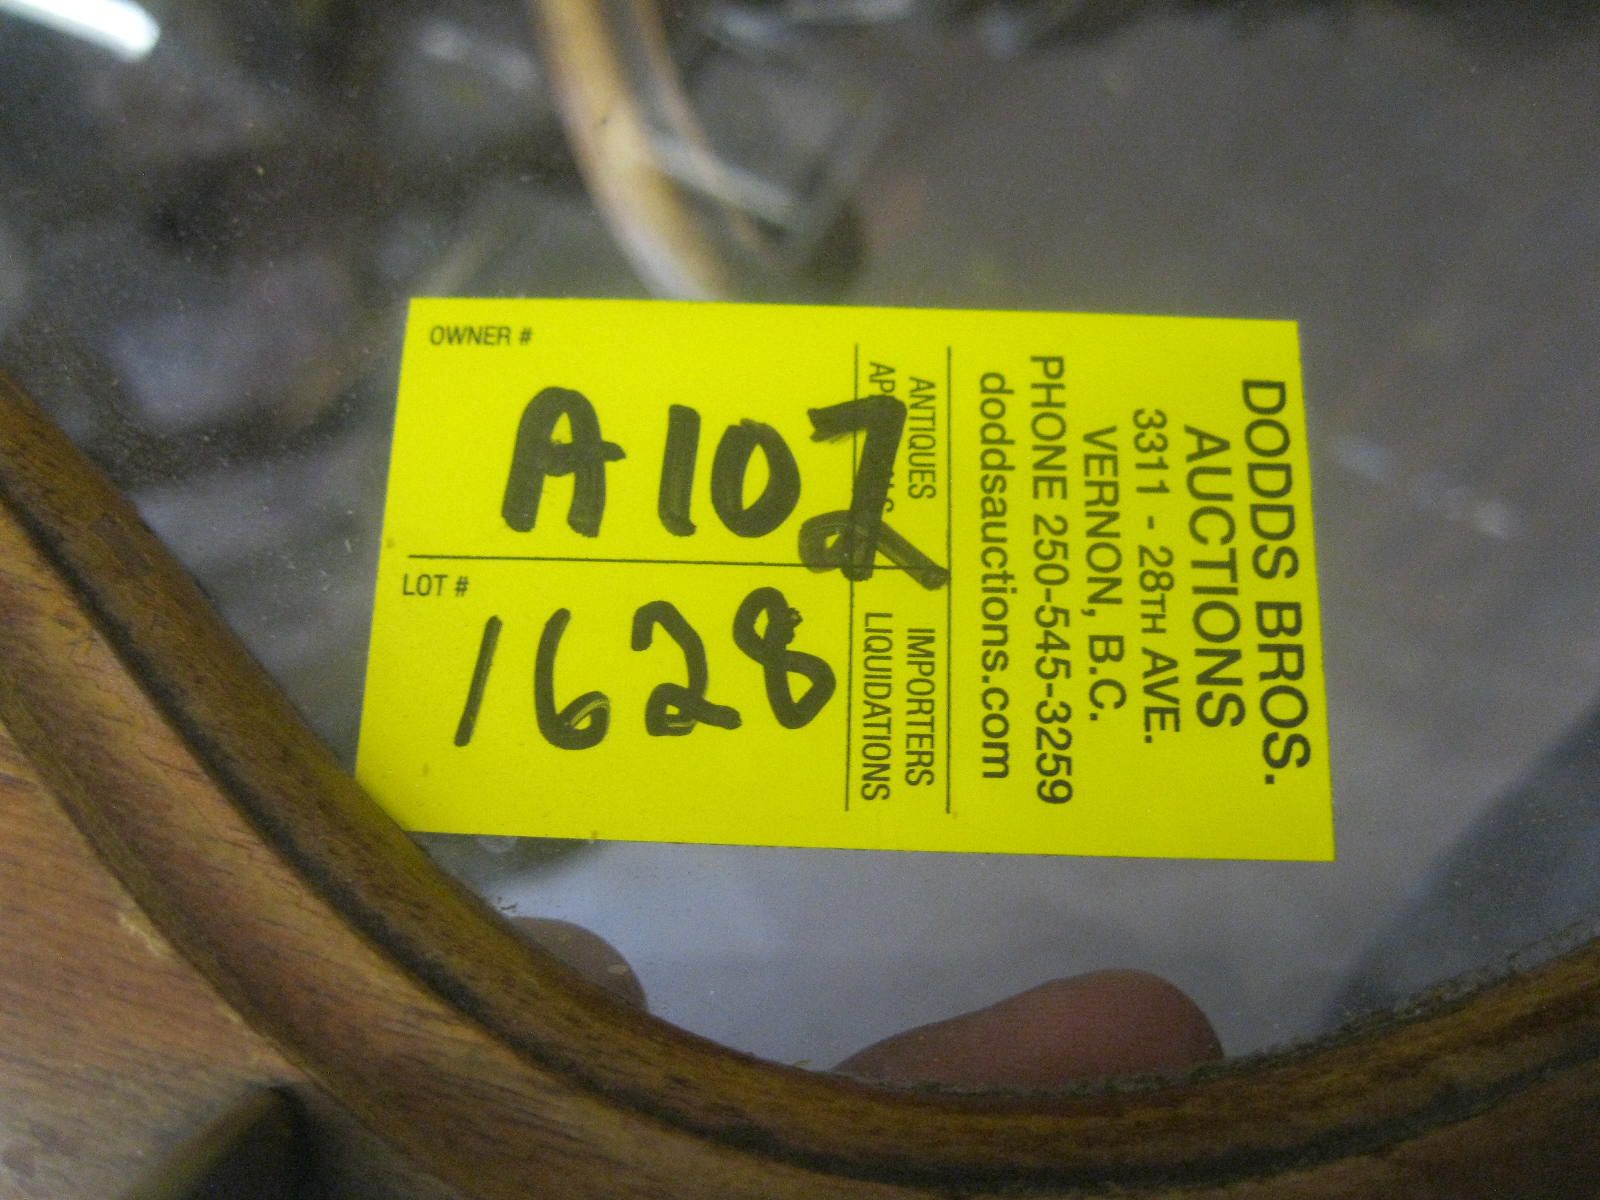 OWNER #
A102
LOT #
1628
DODDS BROS.
AUCTIONS
3311 - 28TH AVE.
VERNON, B.C.
PHONE 250-545-3259
doddsauctions.com
ANTIQUES
IMPORTERS
LIQUIDATIONS